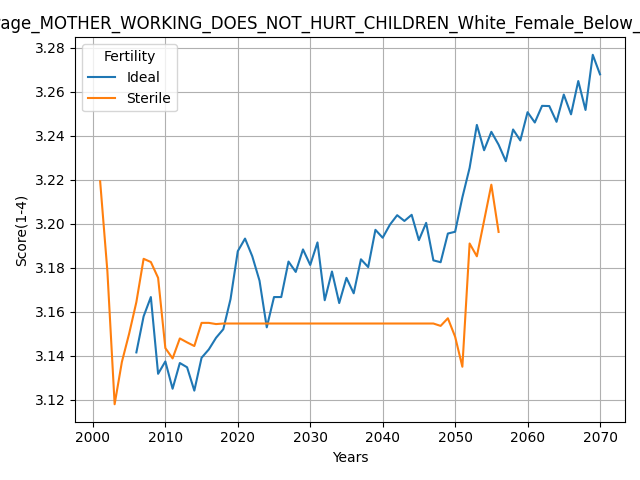 MOTHER_WORKING_DOES_NOT_HURT_CHILDREN_White_Female_Below_
Fertility
Ideal
Sterile
Score(1-4)
3.28
3.26
3.24
3.22
3.20
3.18
3.16
3.14
3.12
2000 2010 2020 2030 2040 2050 2060 2070
Years